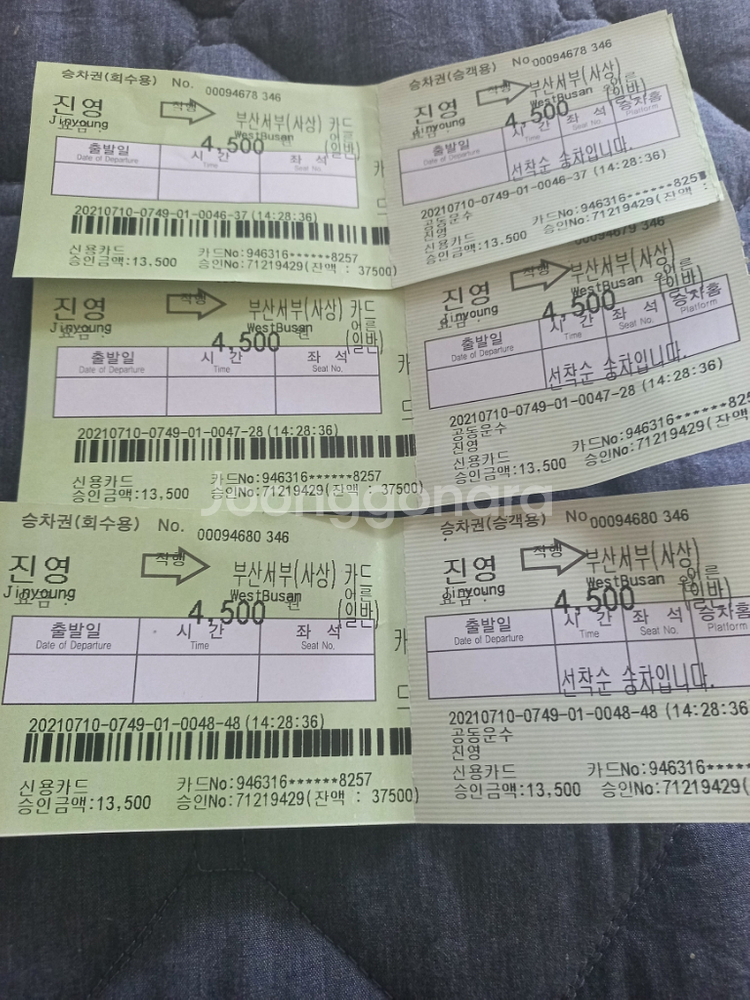 승차권(회수용) No. 00094678 346
진영 직행 부산서부(사상) 카드
Jinyoung WestBusan 어른
요금 : 4,500 원 (일반)
출발일 시 간 좌 석
Date of Departure Time Seat No.
20210710-0749-01-0046-37 (14:28:36)
신용카드 카드No:946316******8257
승인금액:13,500 승인No:71219429(잔액 : 37500)
승차권(승객용) No 00094678 346
진영 직행 부산서부(사상)
Jinyoung WestBusan 어른
요금 : 4,500 원 (일반)
시 간 좌 석 승차홈
Time Seat No. Platform
선착순 승차입니다.
20210710-0749-01-0046-37 (14:28:36)
공동운수
진영
신용카드 카드No:946316******825
승인금액:13,500 승인No:71219429(잔액 :
진영 직행 부산서부(사상) 카드
Jinyoung WestBusan 어른
요금 : 4,500 원 (일반)
출발일 시 간 좌 석
Date of Departure Time Seat No.
20210710-0749-01-0047-28 (14:28:36)
신용카드 카드No:946316******8257
승인금액:13,500 승인No:71219429(잔액 : 37500)
00094679 346
진영 직행 부산서부(사상)
Jinyoung WestBusan 어른
요금 : 4,500 원 (일반)
시 간 좌 석 승차홈
Time Seat No. Platform
선착순 승차입니다.
20210710-0749-01-0047-28 (14:28:36)
공동운수
진영
신용카드 카드No:946316******825
승인금액:13,500 승인No:71219429(잔액
Joonggonara
승차권(회수용) No. 00094680 346
진영 직행 부산서부(사상) 카드
Jinyoung WestBusan 어른
요금 : 4,500 원 (일반)
출발일 시 간 좌 석
Date of Departure Time Seat No.
20210710-0749-01-0048-48 (14:28:36)
신용카드 카드No:946316******8257
승인금액:13,500 승인No:71219429(잔액 : 37500)
승차권(승객용) No 00094680 346
진영 직행 부산서부(사상)
Jinyoung WestBusan 어른
요금 : 4,500 원 (일반)
시 간 좌 석 승차홈
Time Seat No. Platform
선착순 승차입니다.
20210710-0749-01-0048-48 (14:28:36
공동운수
진영
신용카드 카드No:946316******
승인금액:13,500 승인No:71219429(